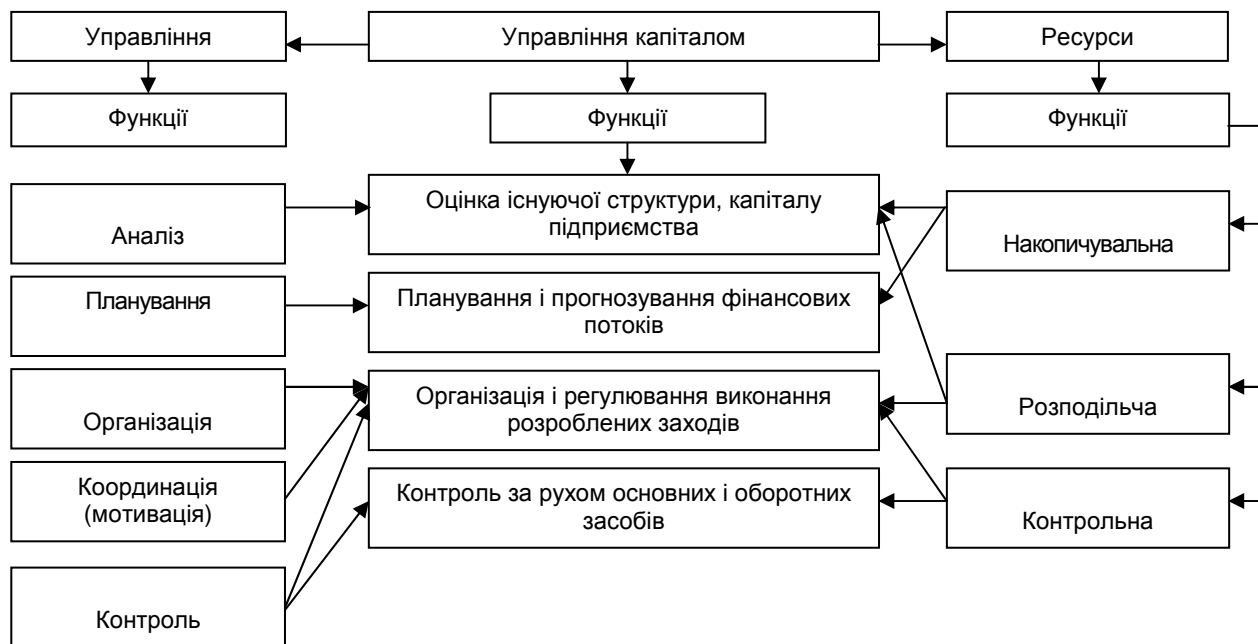 Управління
Управління капіталом
Ресурси
Функції
Функції
Функції
Аналіз
Оцінка існуючої структури, капіталу
підприємства
Накопичувальна
Планування
Планування і прогнозування фінансових
потоків
Організація
Організація і регулювання виконання
розроблених заходів
Розподільча
Координація
(мотивація)
Контроль за рухом основних і оборотних
засобів
Контрольна
Контроль